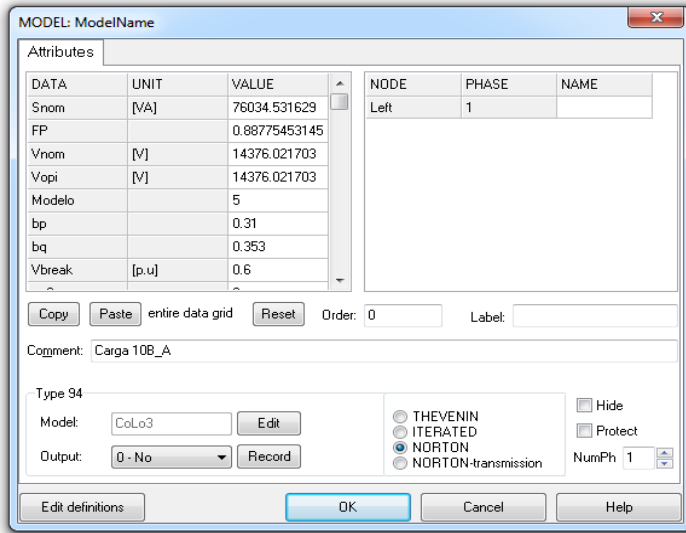 MODEL: ModelName
Attributes
DATA UNIT VALUE
Snom [VA] 76034.531629
FP 0.88775453145
Vnom [V] 14376.021703
Vopi [V] 14376.021703
Modelo 5
bp 0.31
bq 0.353
Vbreak [p.u] 0.6
NODE PHASE NAME
Left 1
Copy Paste entire data grid Reset Order: 0 Label:
Comment: Carga 10B_A
Type 94
Model: CoLo3 Edit
Output: 0 - No Record
THEVENIN
ITERATED
NORTON
NORTON-transmission
Hide
Protect
NumPh 1
Edit definitions OK Cancel Help